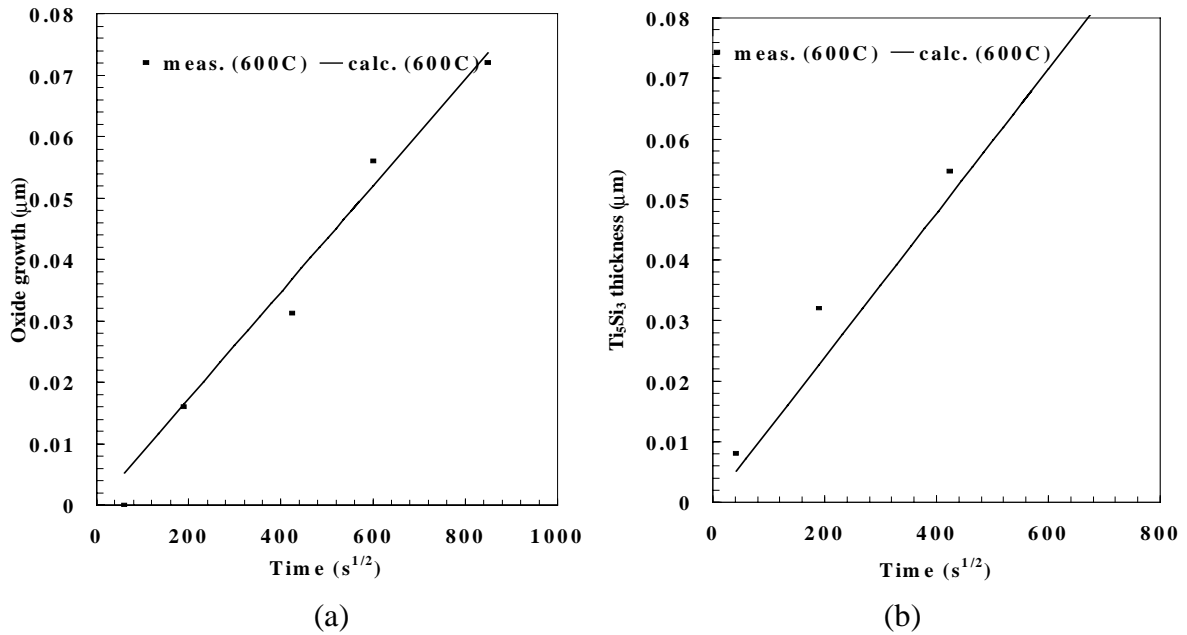 0.08
0.07
0.06
0.05
0.04
0.03
0.02
0.01
0
Oxide growth (μm)
meas. (600C) calc. (600C)
0 200 400 600 800 1000
Time (s^1/2)
(a)
0.08
0.07
0.06
0.05
0.04
0.03
0.02
0.01
0
Ti₅Si₃ thickness (μm)
meas. (600C) calc. (600C)
0 200 400 600 800
Time (s^1/2)
(b)